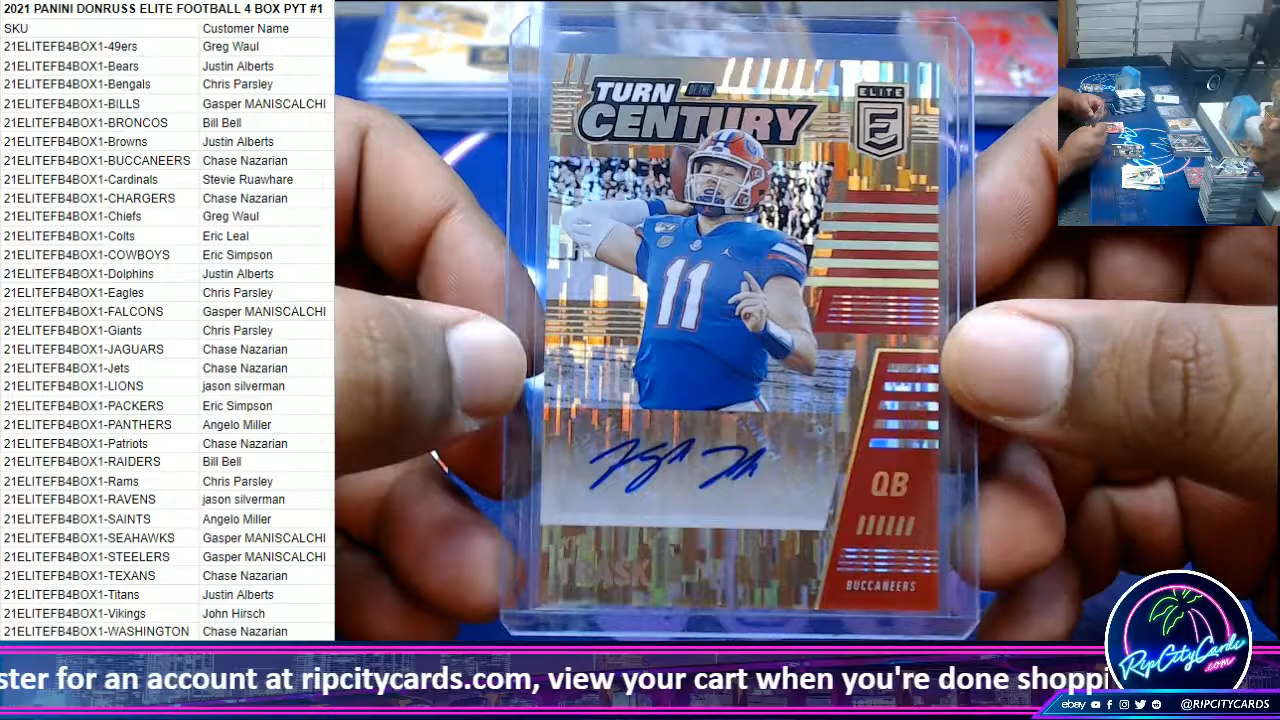 2021 PANINI DONRUSS ELITE FOOTBALL 4 BOX PYT #1
SKU Customer Name
21ELITEFB4BOX1-49ers Greg Waul
21ELITEFB4BOX1-Bears Justin Alberts
21ELITEFB4BOX1-Bengals Chris Parsley
21ELITEFB4BOX1-BILLS Gasper MANISCALCHI
21ELITEFB4BOX1-BRONCOS Bill Bell
21ELITEFB4BOX1-Browns Justin Alberts
21ELITEFB4BOX1-BUCCANEERS Chase Nazarian
21ELITEFB4BOX1-Cardinals Stevie Ruawhare
21ELITEFB4BOX1-CHARGERS Chase Nazarian
21ELITEFB4BOX1-Chiefs Greg Waul
21ELITEFB4BOX1-Colts Eric Leal
21ELITEFB4BOX1-COWBOYS Eric Simpson
21ELITEFB4BOX1-Dolphins Justin Alberts
21ELITEFB4BOX1-Eagles Chris Parsley
21ELITEFB4BOX1-FALCONS Gasper MANISCALCHI
21ELITEFB4BOX1-Giants Chris Parsley
21ELITEFB4BOX1-JAGUARS Chase Nazarian
21ELITEFB4BOX1-Jets Chase Nazarian
21ELITEFB4BOX1-LIONS jason silverman
21ELITEFB4BOX1-PACKERS Eric Simpson
21ELITEFB4BOX1-PANTHERS Angelo Miller
21ELITEFB4BOX1-Patriots Chase Nazarian
21ELITEFB4BOX1-RAIDERS Bill Bell
21ELITEFB4BOX1-Rams Chris Parsley
21ELITEFB4BOX1-RAVENS jason silverman
21ELITEFB4BOX1-SAINTS Angelo Miller
21ELITEFB4BOX1-SEAHAWKS Gasper MANISCALCHI
21ELITEFB4BOX1-STEELERS Gasper MANISCALCHI
21ELITEFB4BOX1-TEXANS Chase Nazarian
21ELITEFB4BOX1-Titans Justin Alberts
21ELITEFB4BOX1-Vikings John Hirsch
21ELITEFB4BOX1-WASHINGTON Chase Nazarian
TURN OF THE
CENTURY
ELITE
E
11
QB
BUCCANEERS
RipCityCards
.com
ster for an account at ripcitycards.com, view your cart when you're done shoppi
ebay @RIPCITYCARDS